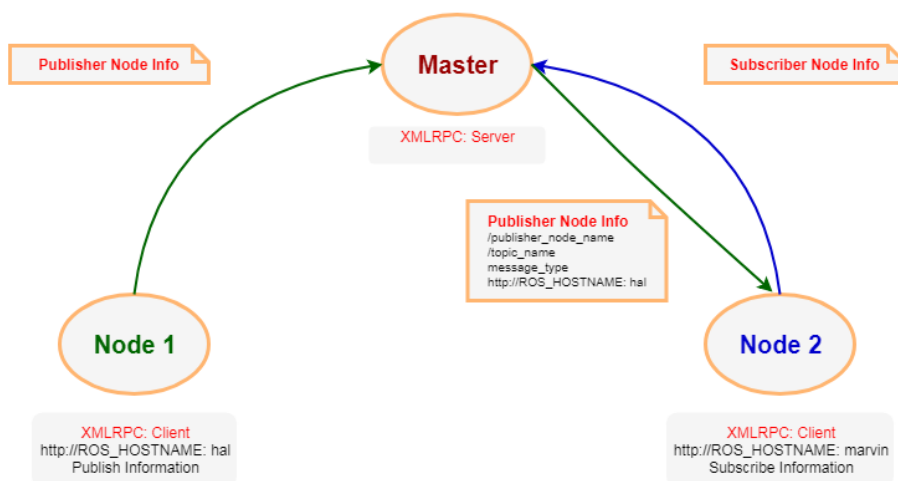 Publisher Node Info
Master
Subscriber Node Info
XMLRPC: Server
Publisher Node Info
/publisher_node_name
/topic_name
message_type
http://ROS_HOSTNAME: hal
Node 1
Node 2
XMLRPC: Client
http://ROS_HOSTNAME: hal
Publish Information
XMLRPC: Client
http://ROS_HOSTNAME: marvin
Subscribe Information